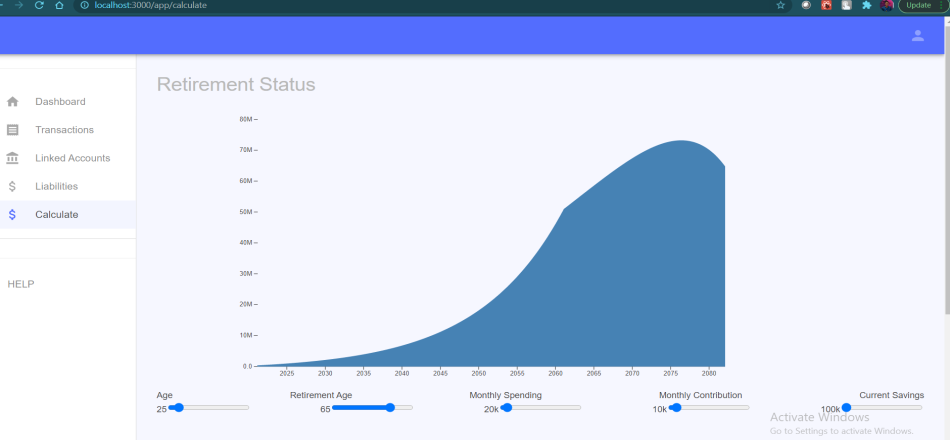 localhost:3000/app/calculate
Update
Retirement Status
Dashboard
Transactions
Linked Accounts
Liabilities
Calculate
HELP
80M
70M
60M
50M
40M
30M
20M
10M
0.0
2025 2030 2035 2040 2045 2050 2055 2060 2065 2070 2075 2080
Age Retirement Age Monthly Spending Monthly Contribution Current Savings
25 65 20k 10k 100k
Activate Windows
Go to Settings to activate Windows.